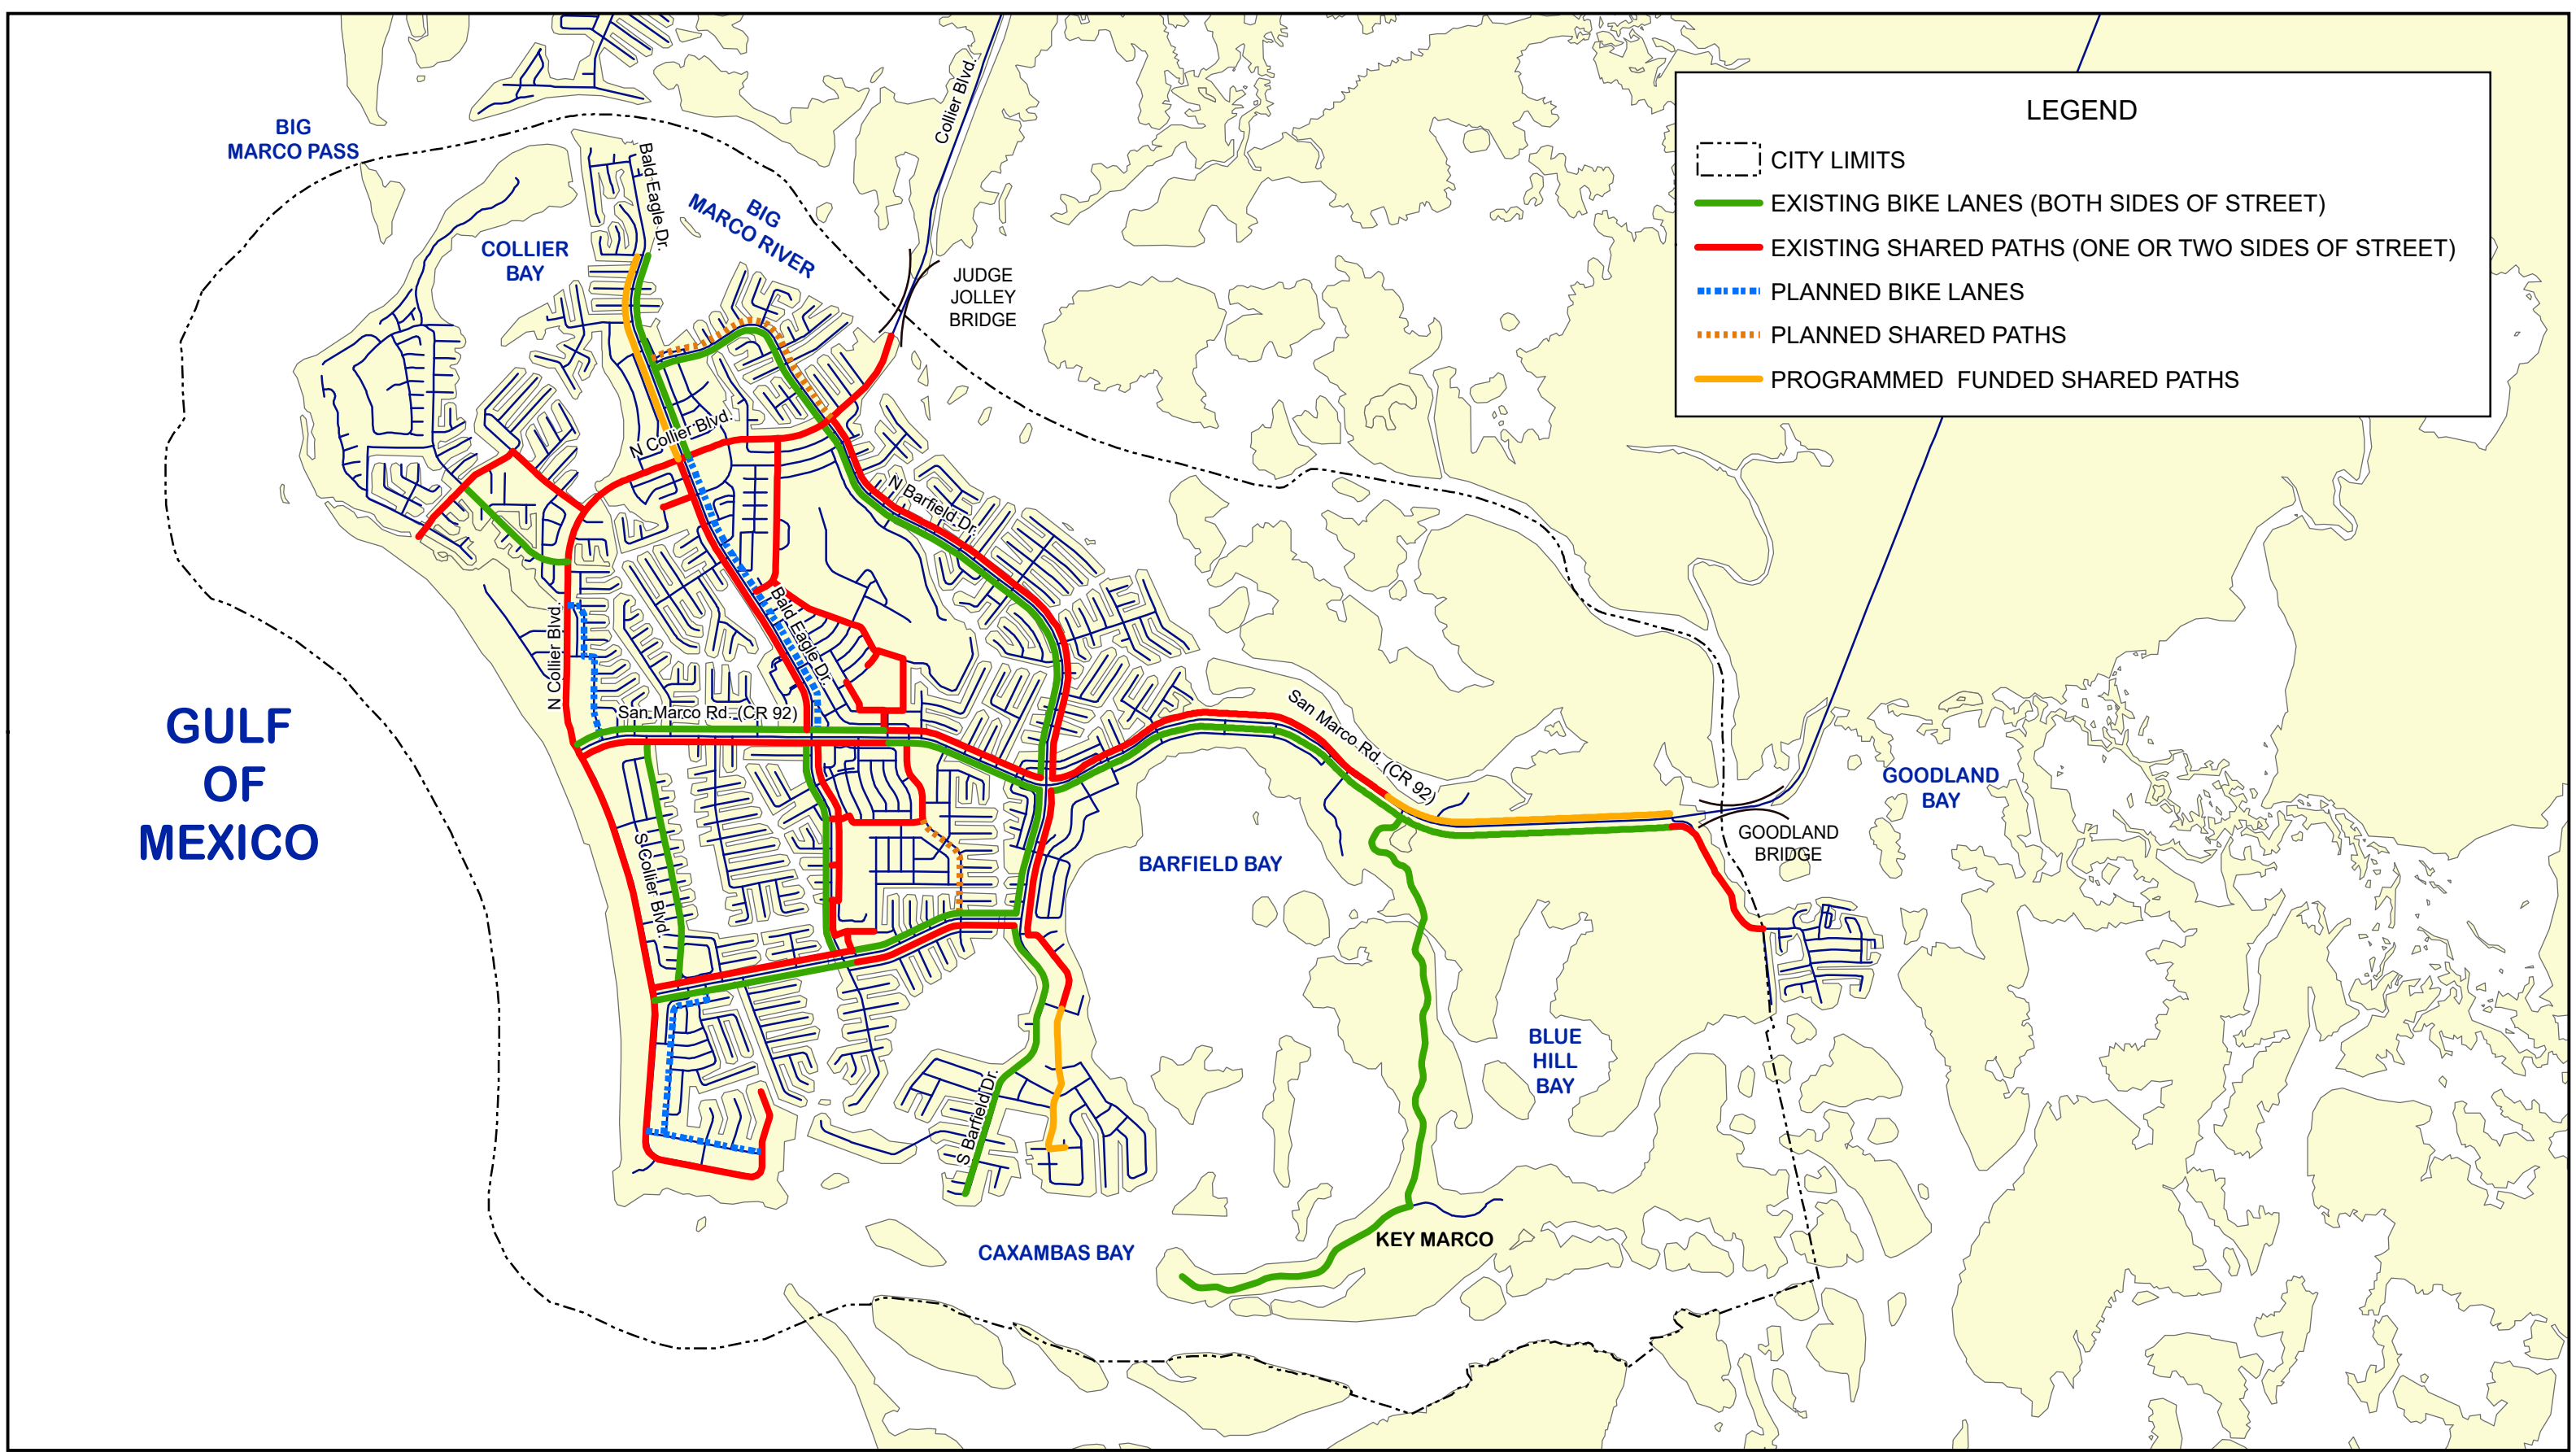 BIG
MARCO PASS
Collier Blvd.
Bald Eagle Dr.
BIG
MARCO RIVER
COLLIER
BAY
JUDGE
JOLLEY
BRIDGE
LEGEND
CITY LIMITS
EXISTING BIKE LANES (BOTH SIDES OF STREET)
EXISTING SHARED PATHS (ONE OR TWO SIDES OF STREET)
PLANNED BIKE LANES
PLANNED SHARED PATHS
PROGRAMMED FUNDED SHARED PATHS
N Collier Blvd.
N Barfield Dr.
Bald Eagle Dr.
N Collier Blvd.
San Marco Rd. (CR 92)
San Marco Rd. (CR 92)
GULF
OF
MEXICO
GOODLAND
BAY
GOODLAND
BRIDGE
BARFIELD BAY
S Collier Blvd.
BLUE
HILL
BAY
S Barfield Dr.
KEY MARCO
CAXAMBAS BAY